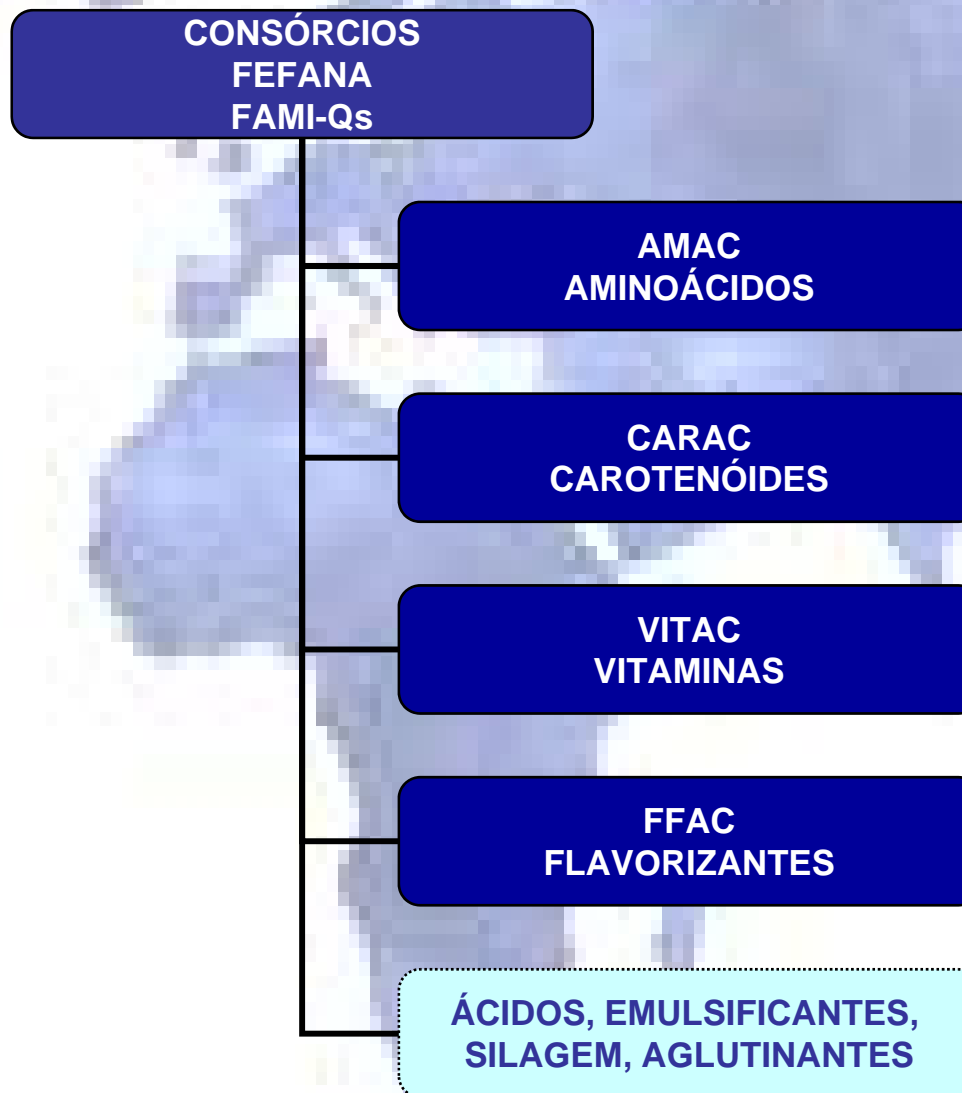 CONSÓRCIOS
FEFANA
FAMI-Qs
AMAC
AMINOÁCIDOS
CARAC
CAROTENÓIDES
VITAC
VITAMINAS
FFAC
FLAVORIZANTES
ÁCIDOS, EMULSIFICANTES,
SILAGEM, AGLUTINANTES